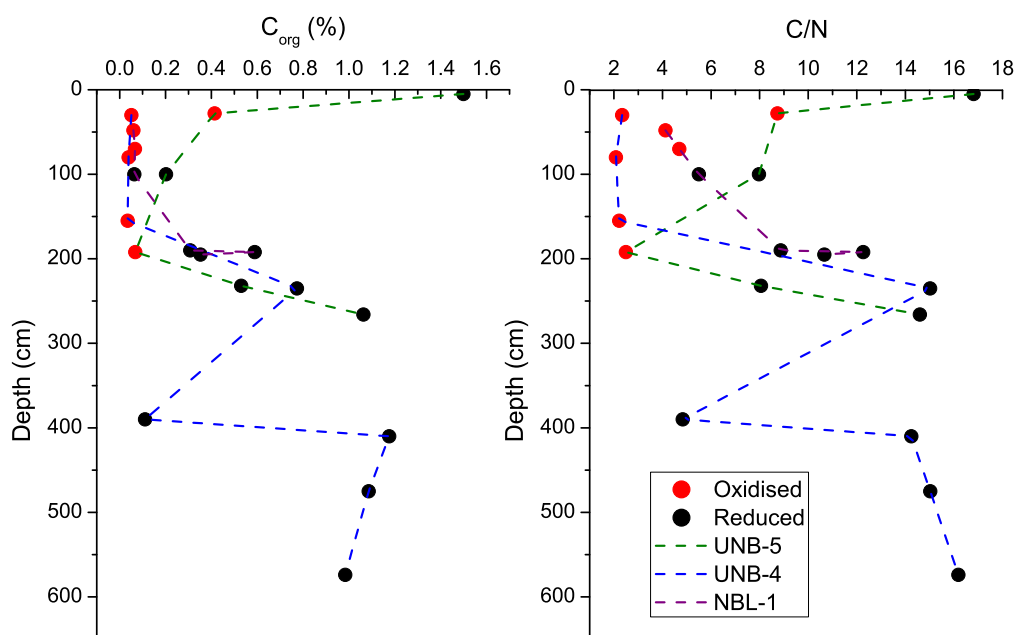 C_org (%)
0.0 0.2 0.4 0.6 0.8 1.0 1.2 1.4 1.6
0
100
200
300
400
500
600
Depth (cm)
C/N
2 4 6 8 10 12 14 16 18
0
100
200
300
400
500
600
Depth (cm)
Oxidised
Reduced
UNB-5
UNB-4
NBL-1